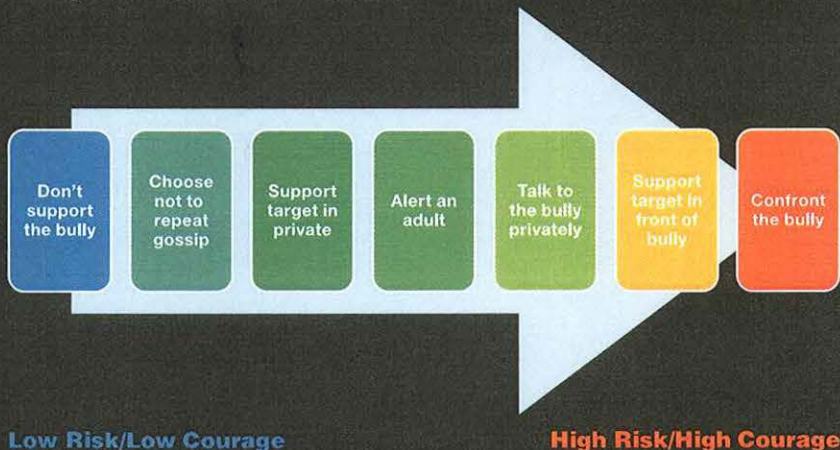 Don't
support
the bully
Choose
not to
repeat
gossip
Support
target in
private
Alert an
adult
Talk to
the bully
privately
Support
target in
front of
bully
Confront
the bully
Low Risk/Low Courage
High Risk/High Courage